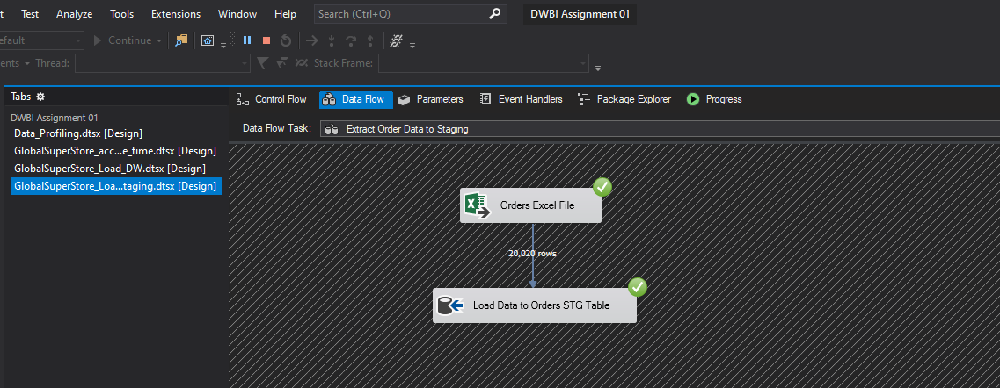 t Test Analyze Tools Extensions Window Help Search (Ctrl+Q) DWBI Assignment 01
efault Continue
ents Thread: Stack Frame:
Tabs
DWBI Assignment 01
Data_Profiling.dtsx [Design]
GlobalSuperStore_acc...e_time.dtsx [Design]
GlobalSuperStore_Load_DW.dtsx [Design]
GlobalSuperStore_Loa...taging.dtsx [Design]
Control Flow Data Flow Parameters Event Handlers Package Explorer Progress
Data Flow Task: Extract Order Data to Staging
Orders Excel File
20,020 rows
Load Data to Orders STG Table